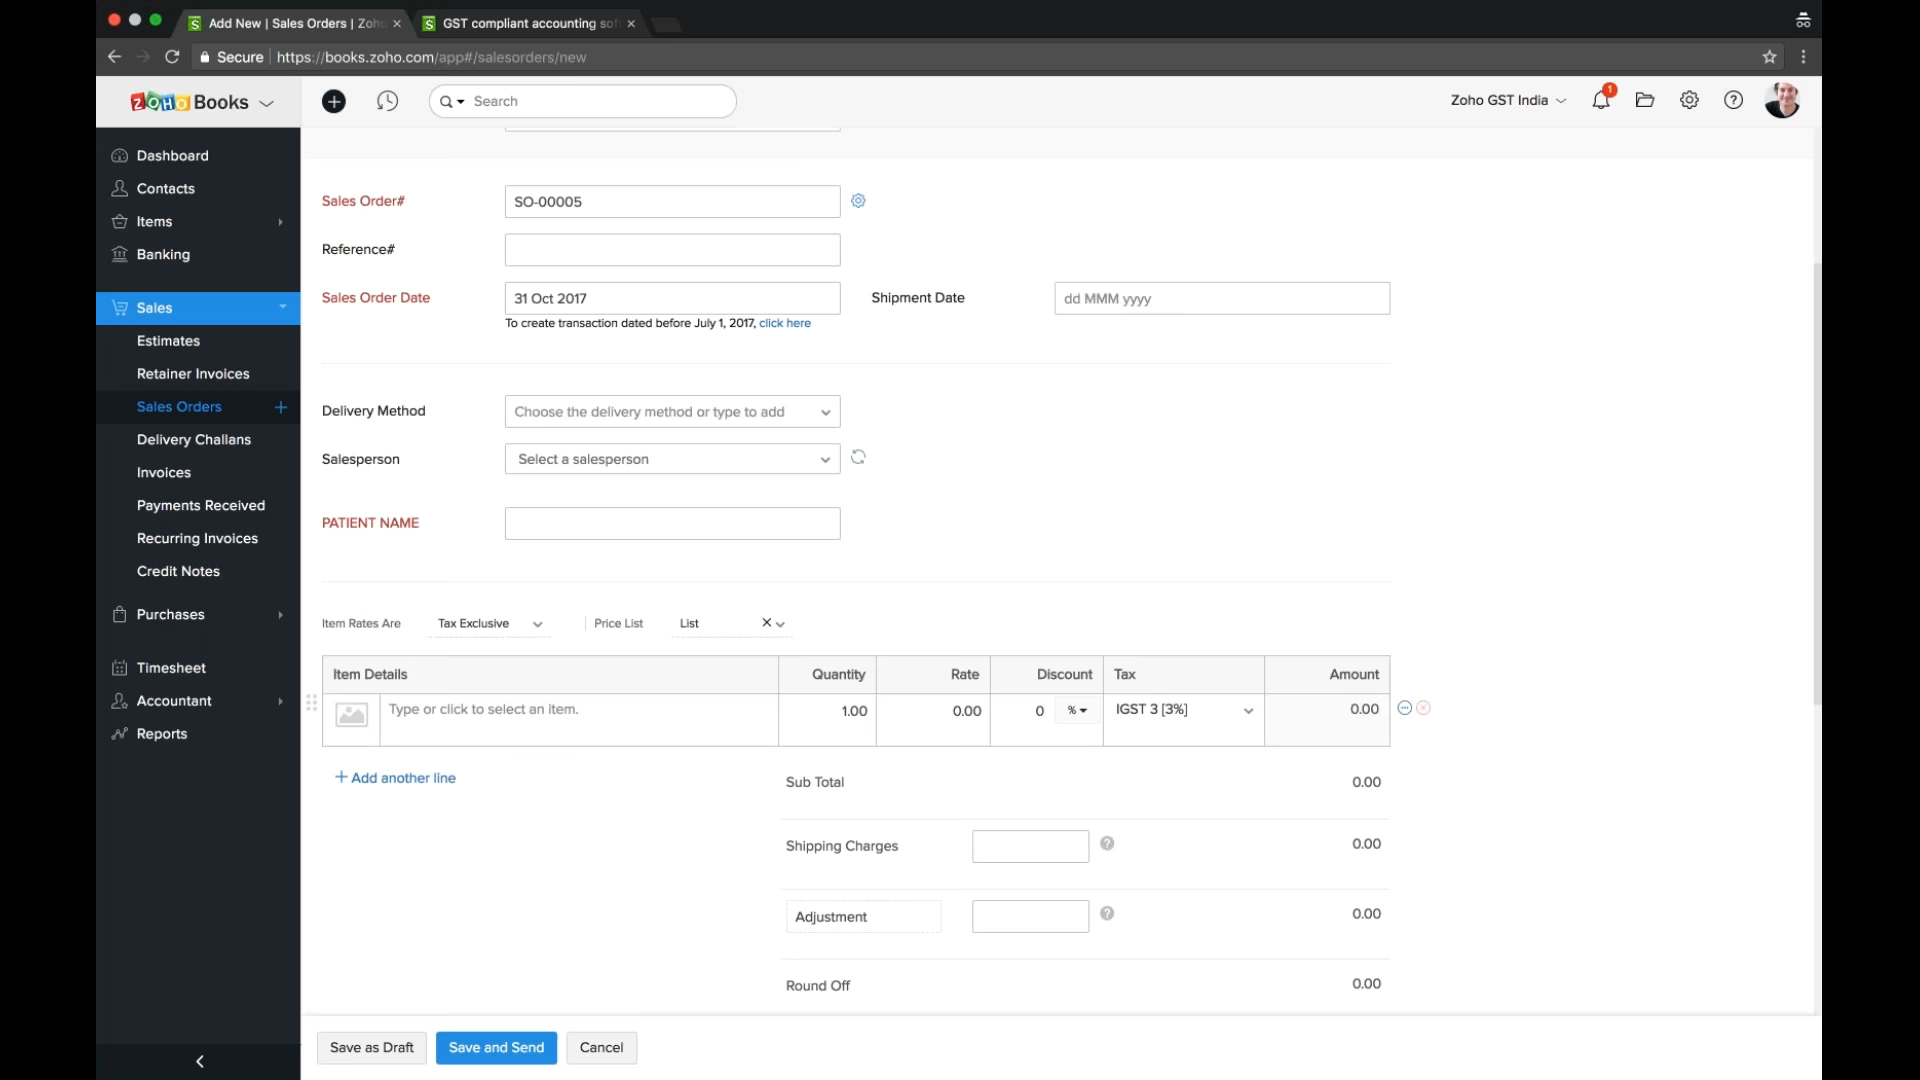 Add New | Sales Orders | Zoho
GST compliant accounting sof
Secure https://books.zoho.com/app#/salesorders/new
ZOHO Books
Search
Zoho GST India
1
Dashboard
Contacts
Items
Banking
Sales
Estimates
Retainer Invoices
Sales Orders
Delivery Challans
Invoices
Payments Received
Recurring Invoices
Credit Notes
Purchases
Timesheet
Accountant
Reports
Sales Order# SO-00005
Reference#
Sales Order Date 31 Oct 2017 Shipment Date dd MMM yyyy
To create transaction dated before July 1, 2017, click here
Delivery Method Choose the delivery method or type to add
Salesperson Select a salesperson
PATIENT NAME
Item Rates Are Tax Exclusive Price List List
Item Details Quantity Rate Discount Tax Amount
Type or click to select an item. 1.00 0.00 0 % IGST 3 [3%] 0.00
+ Add another line
Sub Total 0.00
Shipping Charges 0.00
Adjustment 0.00
Round Off 0.00
Save as Draft Save and Send Cancel